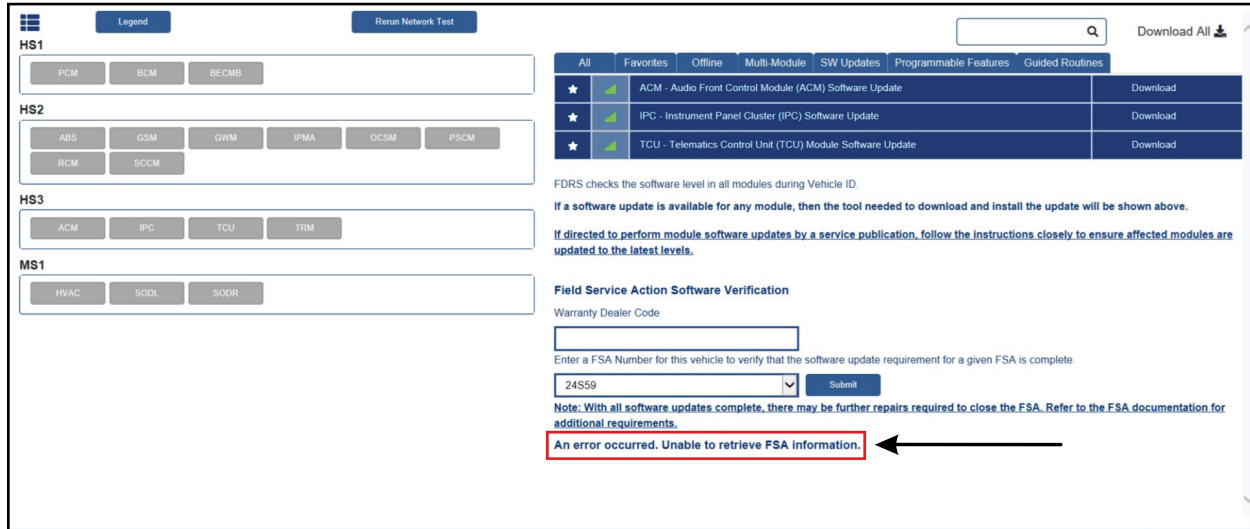 Legend
Rerun Network Test
HS1
PCM
BCM
BECMB
HS2
ABS
GSM
GWM
IPMA
OCSM
PSCM
RCM
SCCM
HS3
ACM
IPC
TCU
TRM
MS1
HVAC
SODL
SODR
Download All
All
Favorites
Offline
Multi-Module
SW Updates
Programmable Features
Guided Routines
ACM - Audio Front Control Module (ACM) Software Update
Download
IPC - Instrument Panel Cluster (IPC) Software Update
Download
TCU - Telematics Control Unit (TCU) Module Software Update
Download
FDRS checks the software level in all modules during Vehicle ID.
If a software update is available for any module, then the tool needed to download and install the update will be shown above.
If directed to perform module software updates by a service publication, follow the instructions closely to ensure affected modules are
updated to the latest levels.
Field Service Action Software Verification
Warranty Dealer Code
Enter a FSA Number for this vehicle to verify that the software update requirement for a given FSA is complete.
24S59
Submit
Note: With all software updates complete, there may be further repairs required to close the FSA. Refer to the FSA documentation for
additional requirements.
An error occurred. Unable to retrieve FSA information.